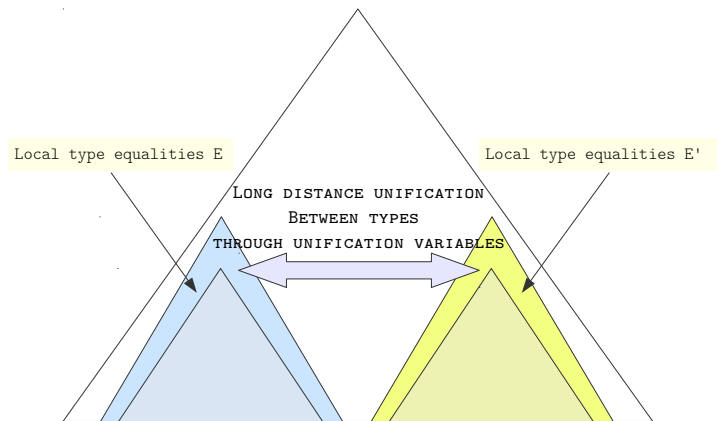 Local type equalities E
Local type equalities E'
Long distance unification
Between types
through unification variables